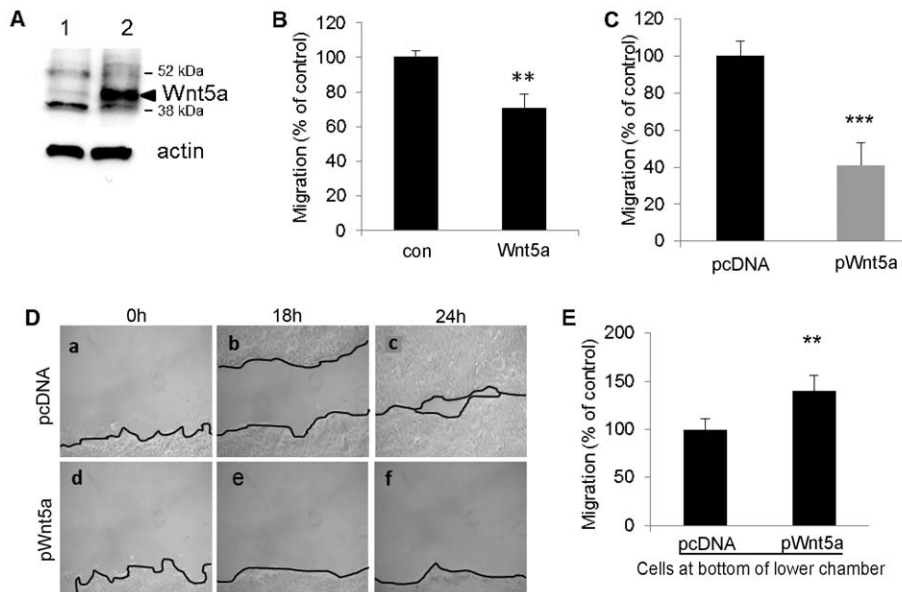 A
1 2
52 kDa
Wnt5a
38 kDa
actin
B
Migration (% of control)
120
100
80
60
40
20
0
**
con Wnt5a
C
Migration (% of control)
120
100
80
60
40
20
0
***
pcDNA pWnt5a
D
0h 18h 24h
pcDNA
a b c
pWnt5a
d e f
E
Migration (% of control)
200
150
100
50
0
**
pcDNA pWnt5a
Cells at bottom of lower chamber